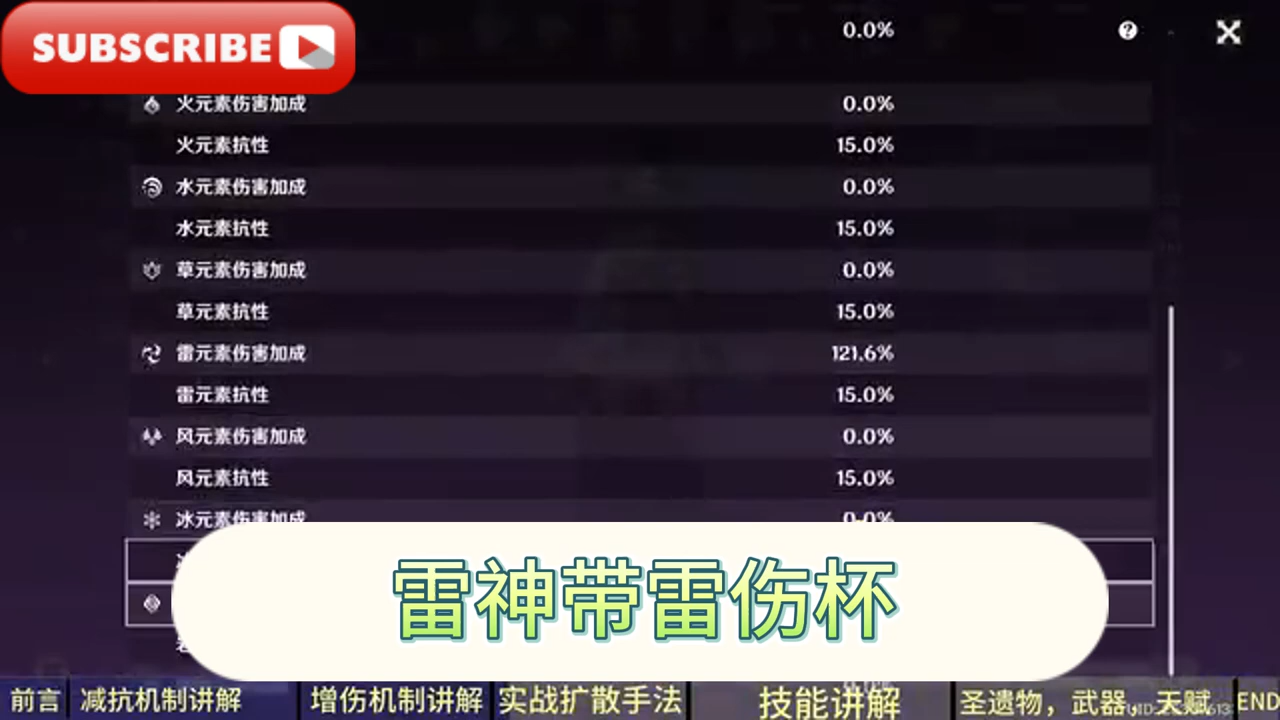 SUBSCRIBE
0.0%
火元素伤害加成 0.0%
火元素抗性 15.0%
水元素伤害加成 0.0%
水元素抗性 15.0%
草元素伤害加成 0.0%
草元素抗性 15.0%
雷元素伤害加成 121.6%
雷元素抗性 15.0%
风元素伤害加成 0.0%
风元素抗性 15.0%
冰元素伤害加成 0.0%
雷神带雷伤杯
前言 减抗机制讲解 增伤机制讲解 实战扩散手法 技能讲解 圣遗物，武器，天赋 END